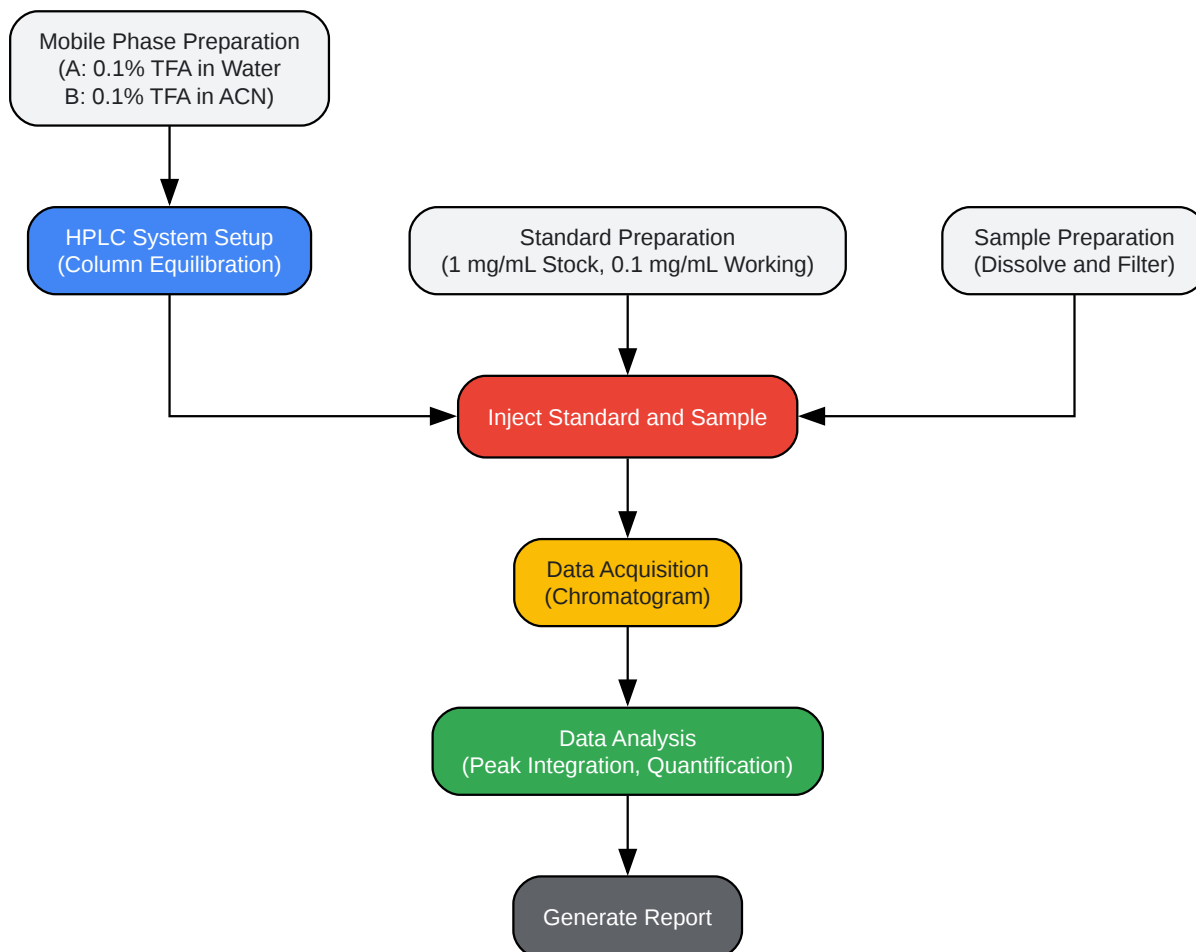 Mobile Phase Preparation
(A: 0.1% TFA in Water
B: 0.1% TFA in ACN)
HPLC System Setup
(Column Equilibration)
Standard Preparation
(1 mg/mL Stock, 0.1 mg/mL Working)
Sample Preparation
(Dissolve and Filter)
Inject Standard and Sample
Data Acquisition
(Chromatogram)
Data Analysis
(Peak Integration, Quantification)
Generate Report